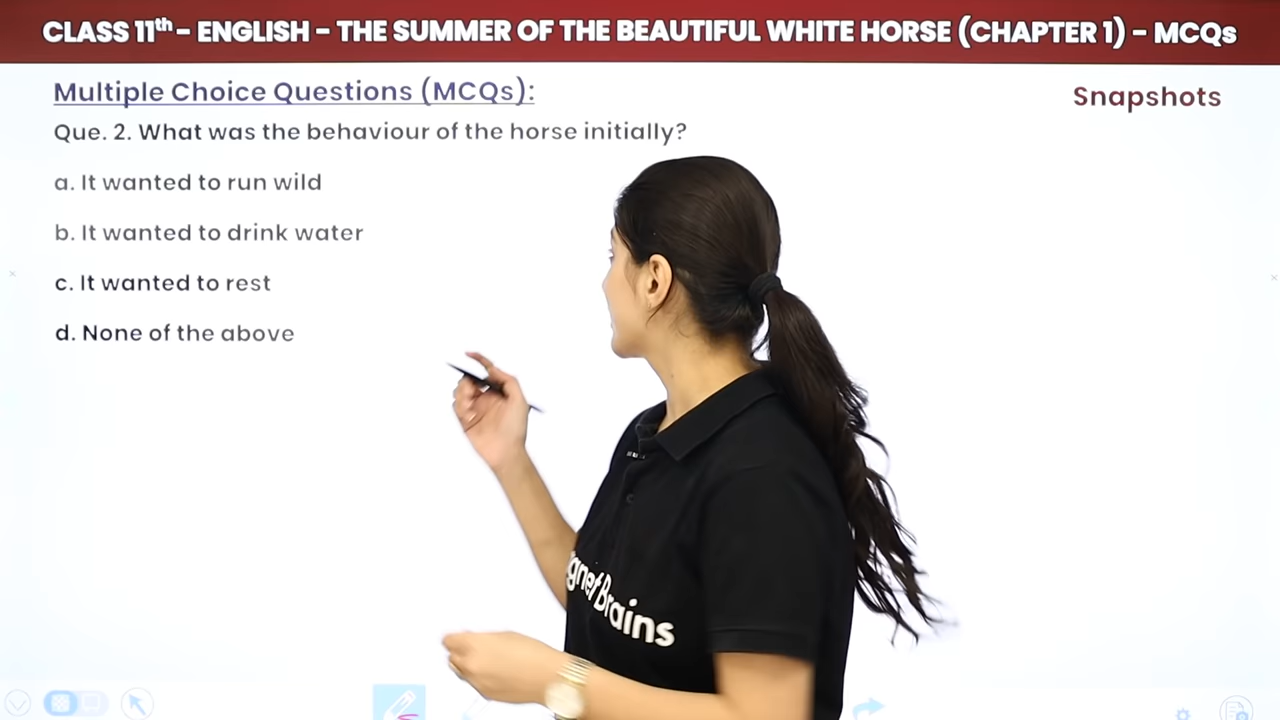 CLASS 11th - ENGLISH - THE SUMMER OF THE BEAUTIFUL WHITE HORSE (CHAPTER 1) - MCQs
Multiple Choice Questions (MCQs):
Snapshots
Que. 2. What was the behaviour of the horse initially?
a. It wanted to run wild
b. It wanted to drink water
c. It wanted to rest
d. None of the above
gnet Brains